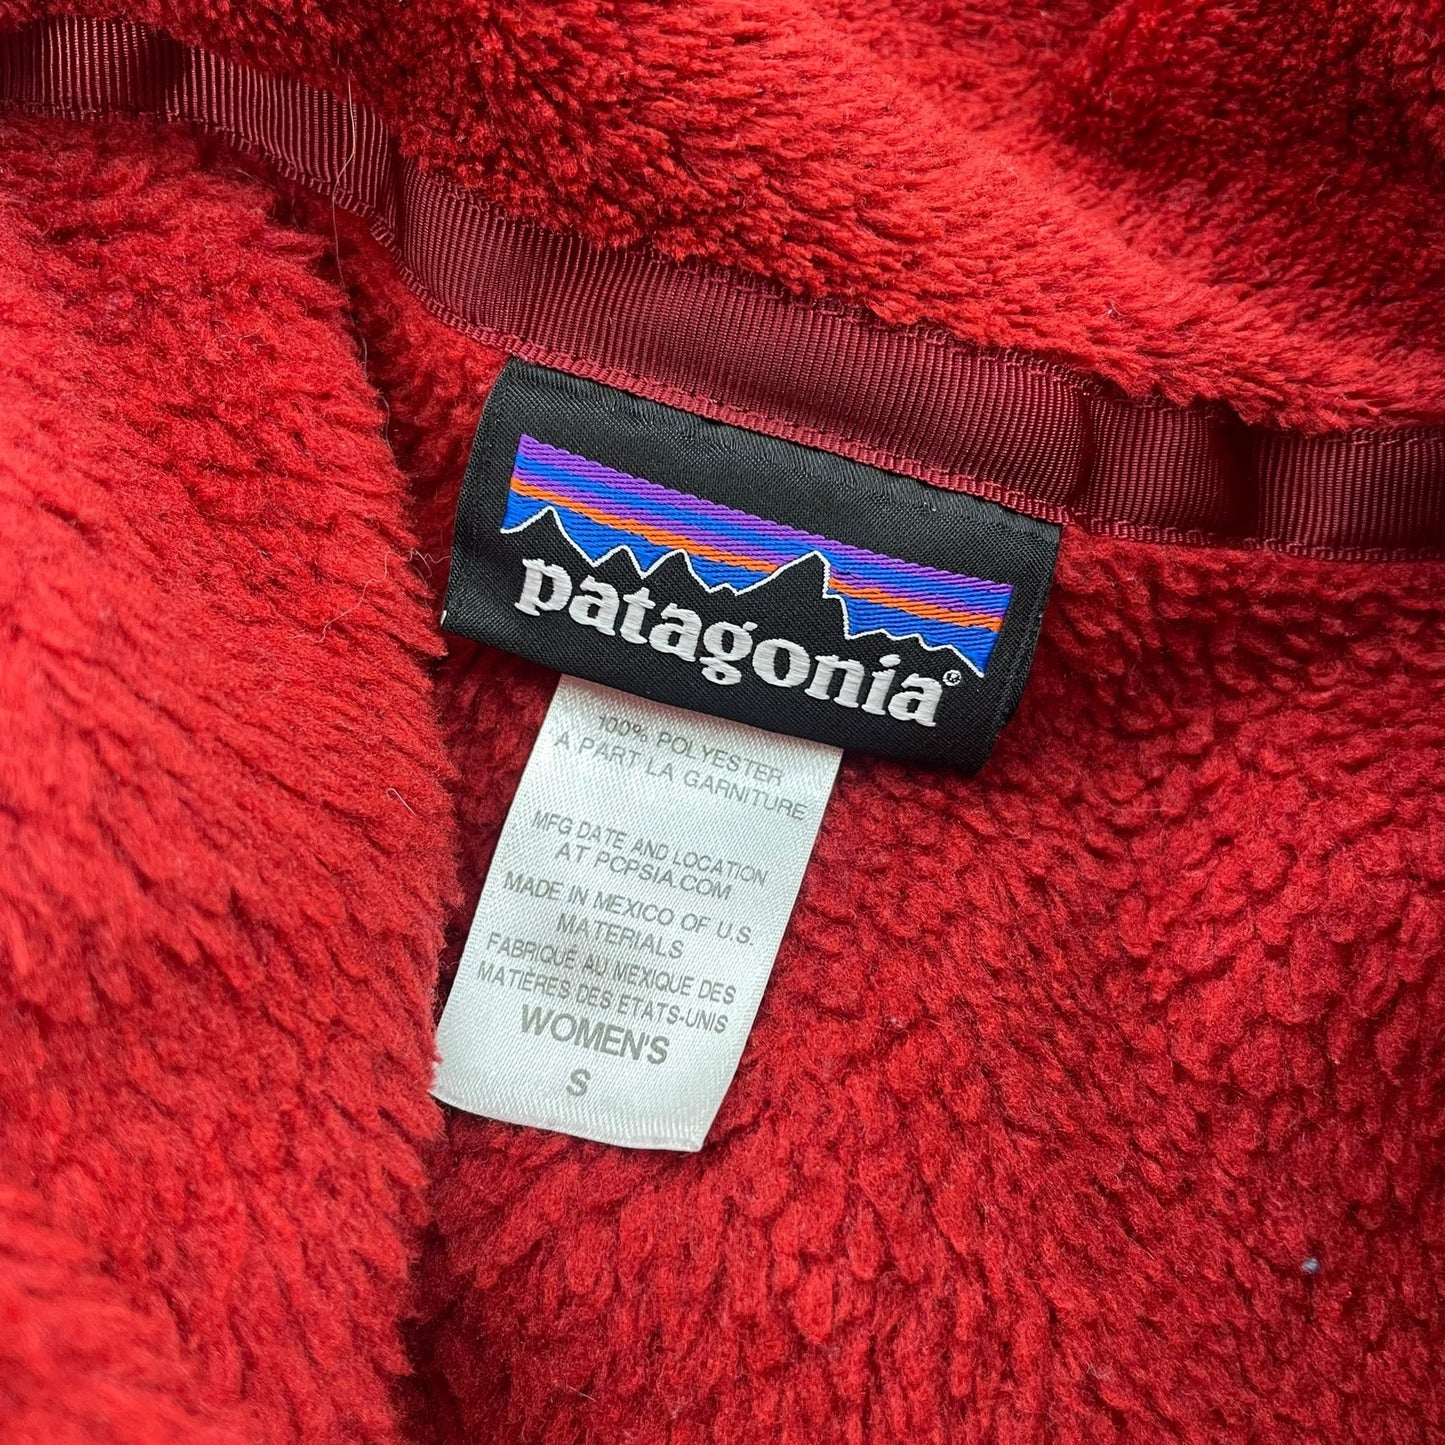 patagonia®
100% POLYESTER
A PART LA GARNITURE
MFG DATE AND LOCATION
AT PCPSIA.COM
MADE IN MEXICO OF U.S.
MATERIALS
FABRIQUÉ AU MEXIQUE DES
MATIÈRES DES ETATS-UNIS
WOMEN'S
S